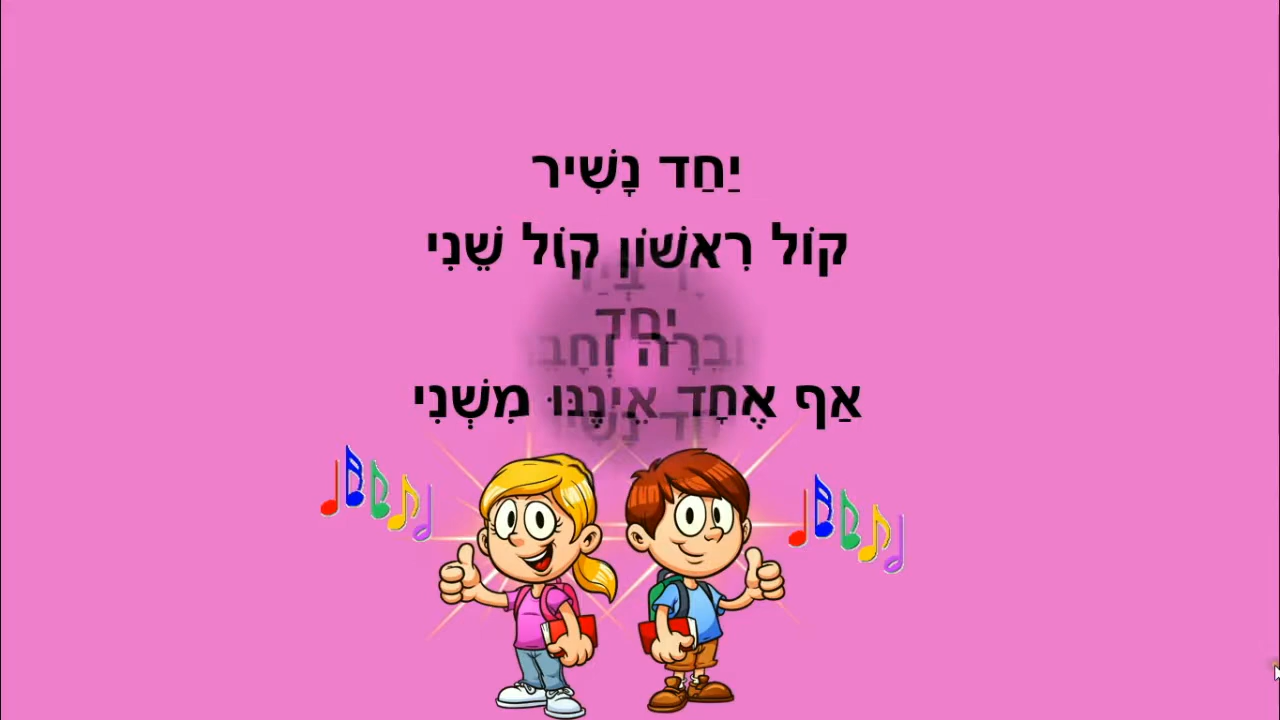 יַחַד נָשִׁיר
קוֹל רִאשׁוֹן קוֹל שֵׁנִי
יַחַד
אַף אֶחָד אֵינֶנּוּ מִשְׁנִי